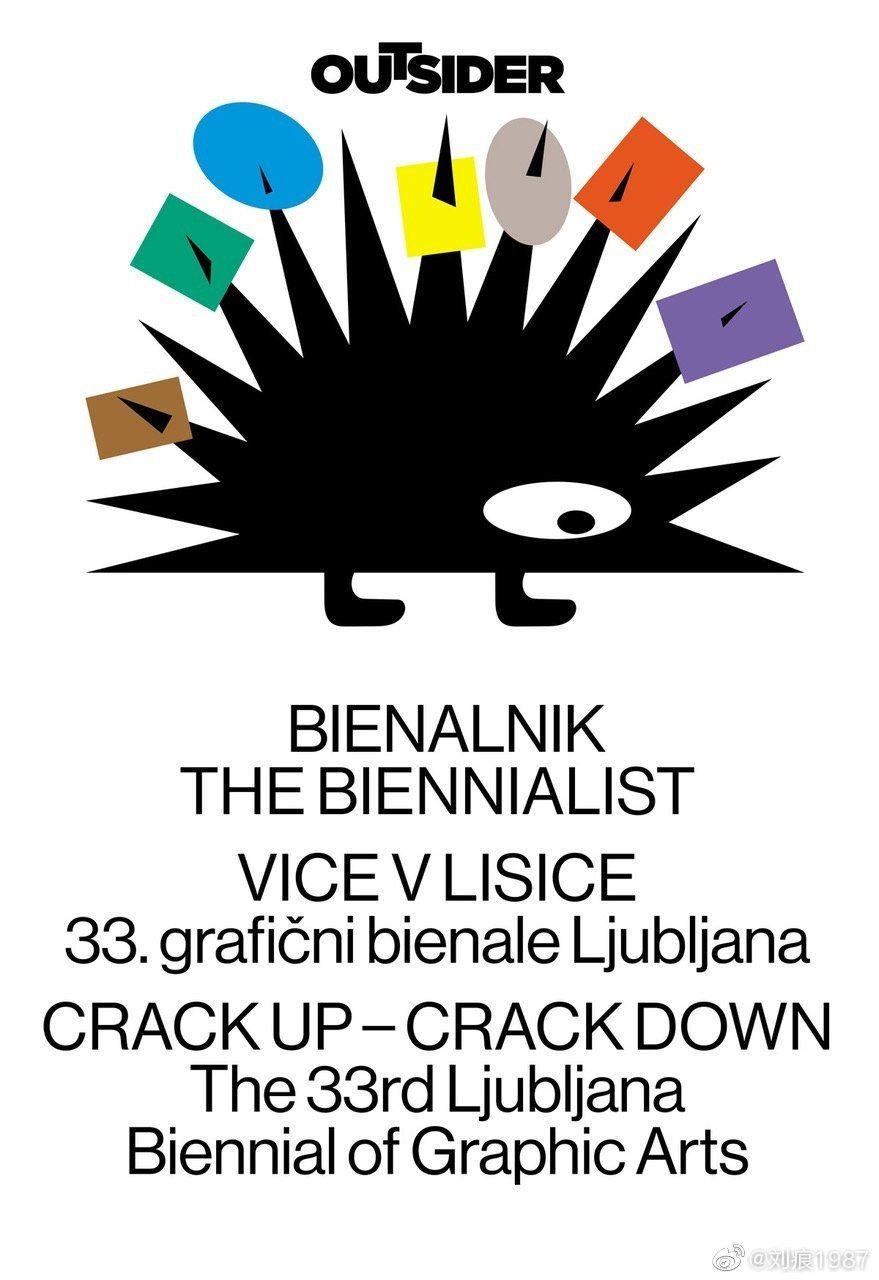 OUTSIDER
BIENALNIK
THE BIENNIALIST
VICE V LISICE
33. grafični bienale Ljubljana
CRACK UP – CRACK DOWN
The 33rd Ljubljana
Biennial of Graphic Arts
@刘痕1987